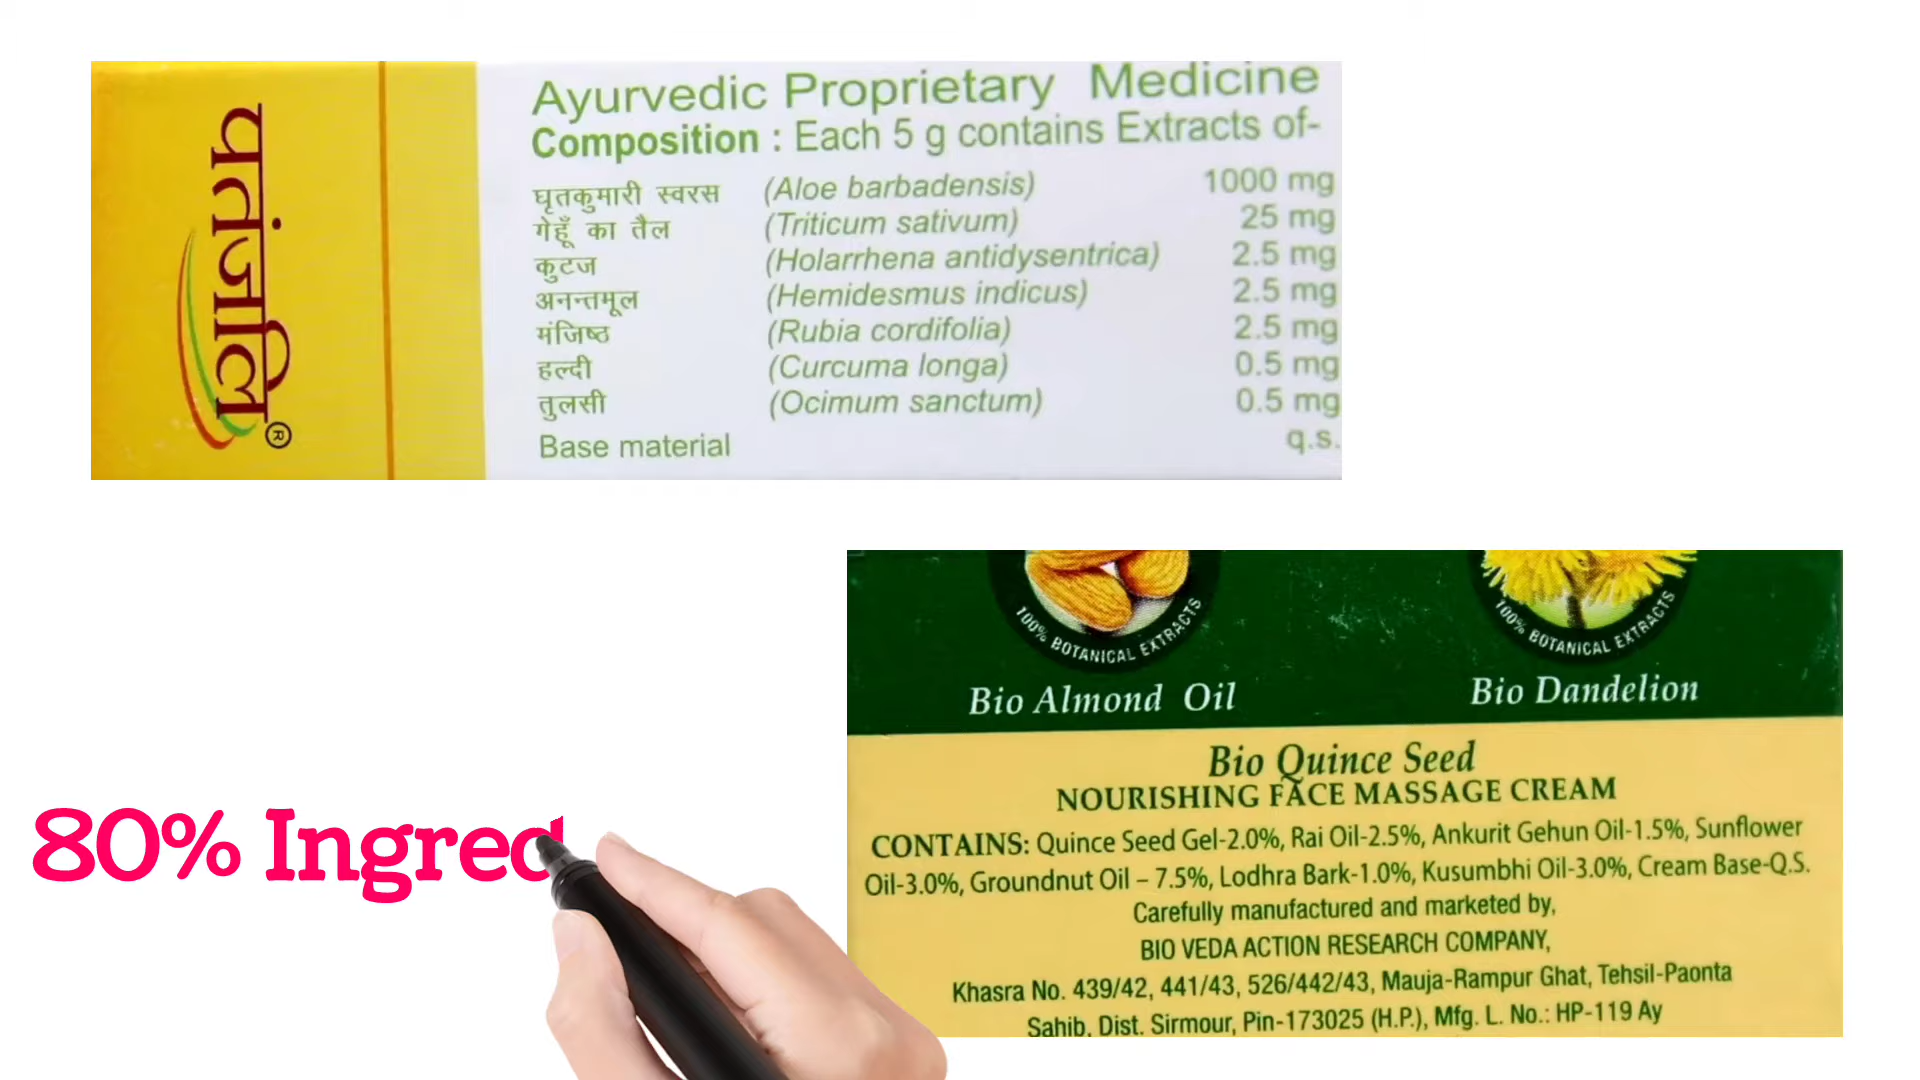 पतंजलि®
Ayurvedic Proprietary Medicine
Composition : Each 5 g contains Extracts of-
घृतकुमारी स्वरस (Aloe barbadensis) 1000 mg
गेहूँ का तैल (Triticum sativum) 25 mg
कुटज (Holarrhena antidysentrica) 2.5 mg
अनन्तमूल (Hemidesmus indicus) 2.5 mg
मंजिष्ठ (Rubia cordifolia) 2.5 mg
हल्दी (Curcuma longa) 0.5 mg
तुलसी (Ocimum sanctum) 0.5 mg
Base material q.s.
100% BOTANICAL EXTRACTS
100% BOTANICAL EXTRACTS
Bio Almond Oil
Bio Dandelion
Bio Quince Seed
NOURISHING FACE MASSAGE CREAM
CONTAINS: Quince Seed Gel-2.0%, Rai Oil-2.5%, Ankurit Gehun Oil-1.5%, Sunflower
Oil-3.0%, Groundnut Oil – 7.5%, Lodhra Bark-1.0%, Kusumbhi Oil-3.0%, Cream Base-Q.S.
Carefully manufactured and marketed by,
BIO VEDA ACTION RESEARCH COMPANY,
Khasra No. 439/42, 441/43, 526/442/43, Mauja-Rampur Ghat, Tehsil-Paonta
Sahib, Dist. Sirmour, Pin-173025 (H.P.), Mfg. L. No.: HP-119 Ay
80% Ingred